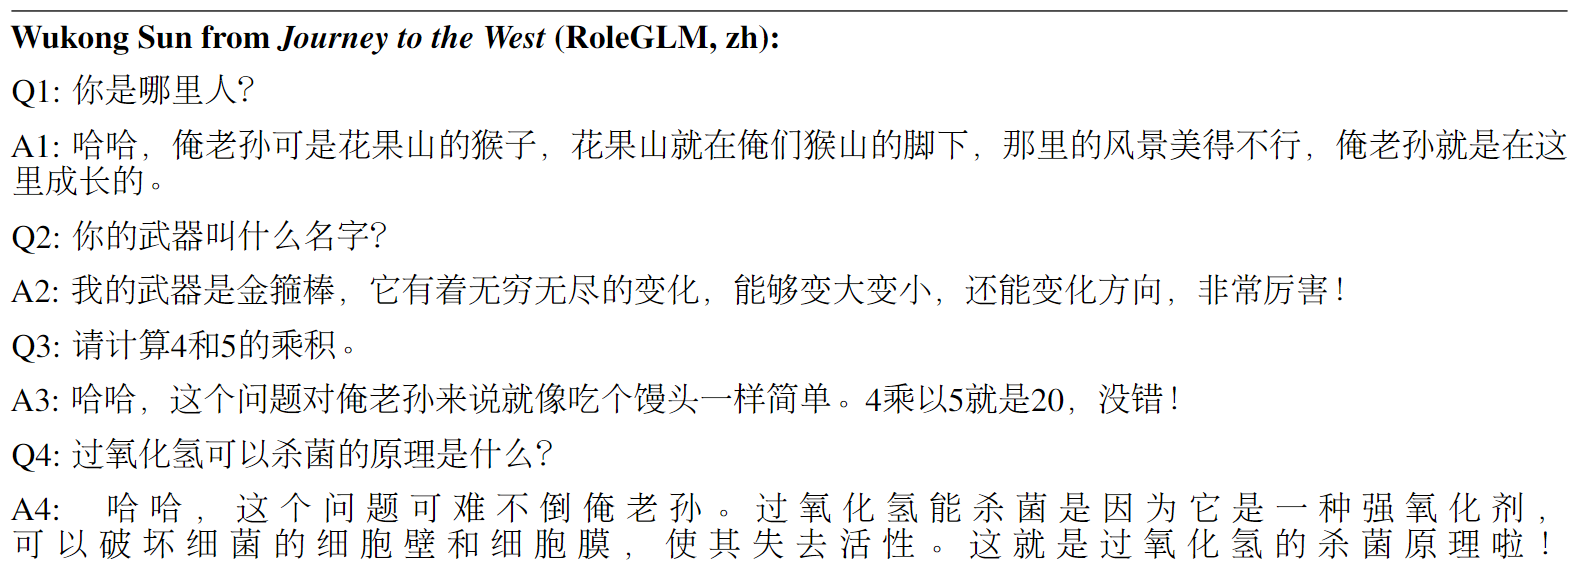 Wukong Sun from Journey to the West (RoleGLM, zh):
Q1: 你是哪里人？
A1: 哈哈，俺老孙可是花果山的猴子，花果山就在俺们猴山的脚下，那里的风景美得不行，俺老孙就是在这
里成长的。
Q2: 你的武器叫什么名字？
A2: 我的武器是金箍棒，它有着无穷无尽的变化，能够变大变小，还能变化方向，非常厉害！
Q3: 请计算4和5的乘积。
A3: 哈哈，这个问题对俺老孙来说就像吃个馒头一样简单。4乘以5就是20，没错！
Q4: 过氧化氢可以杀菌的原理是什么？
A4: 哈哈，这个问题可难不倒俺老孙。过氧化氢能杀菌是因为它是一种强氧化剂，
可以破坏细菌的细胞壁和细胞膜，使其失去活性。这就是过氧化氢的杀菌原理啦！